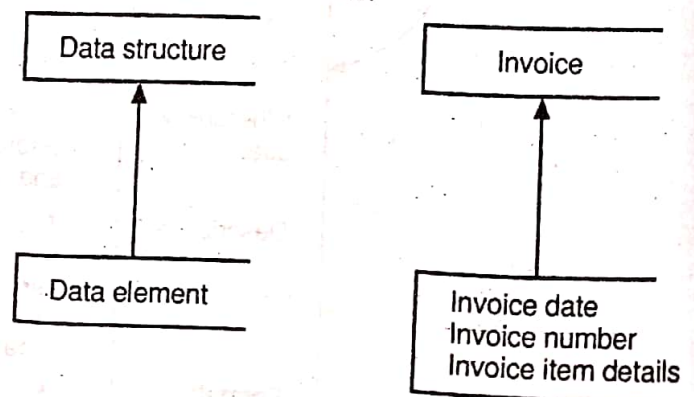 Data structure
Invoice
Data element
Invoice date
Invoice number
Invoice item details